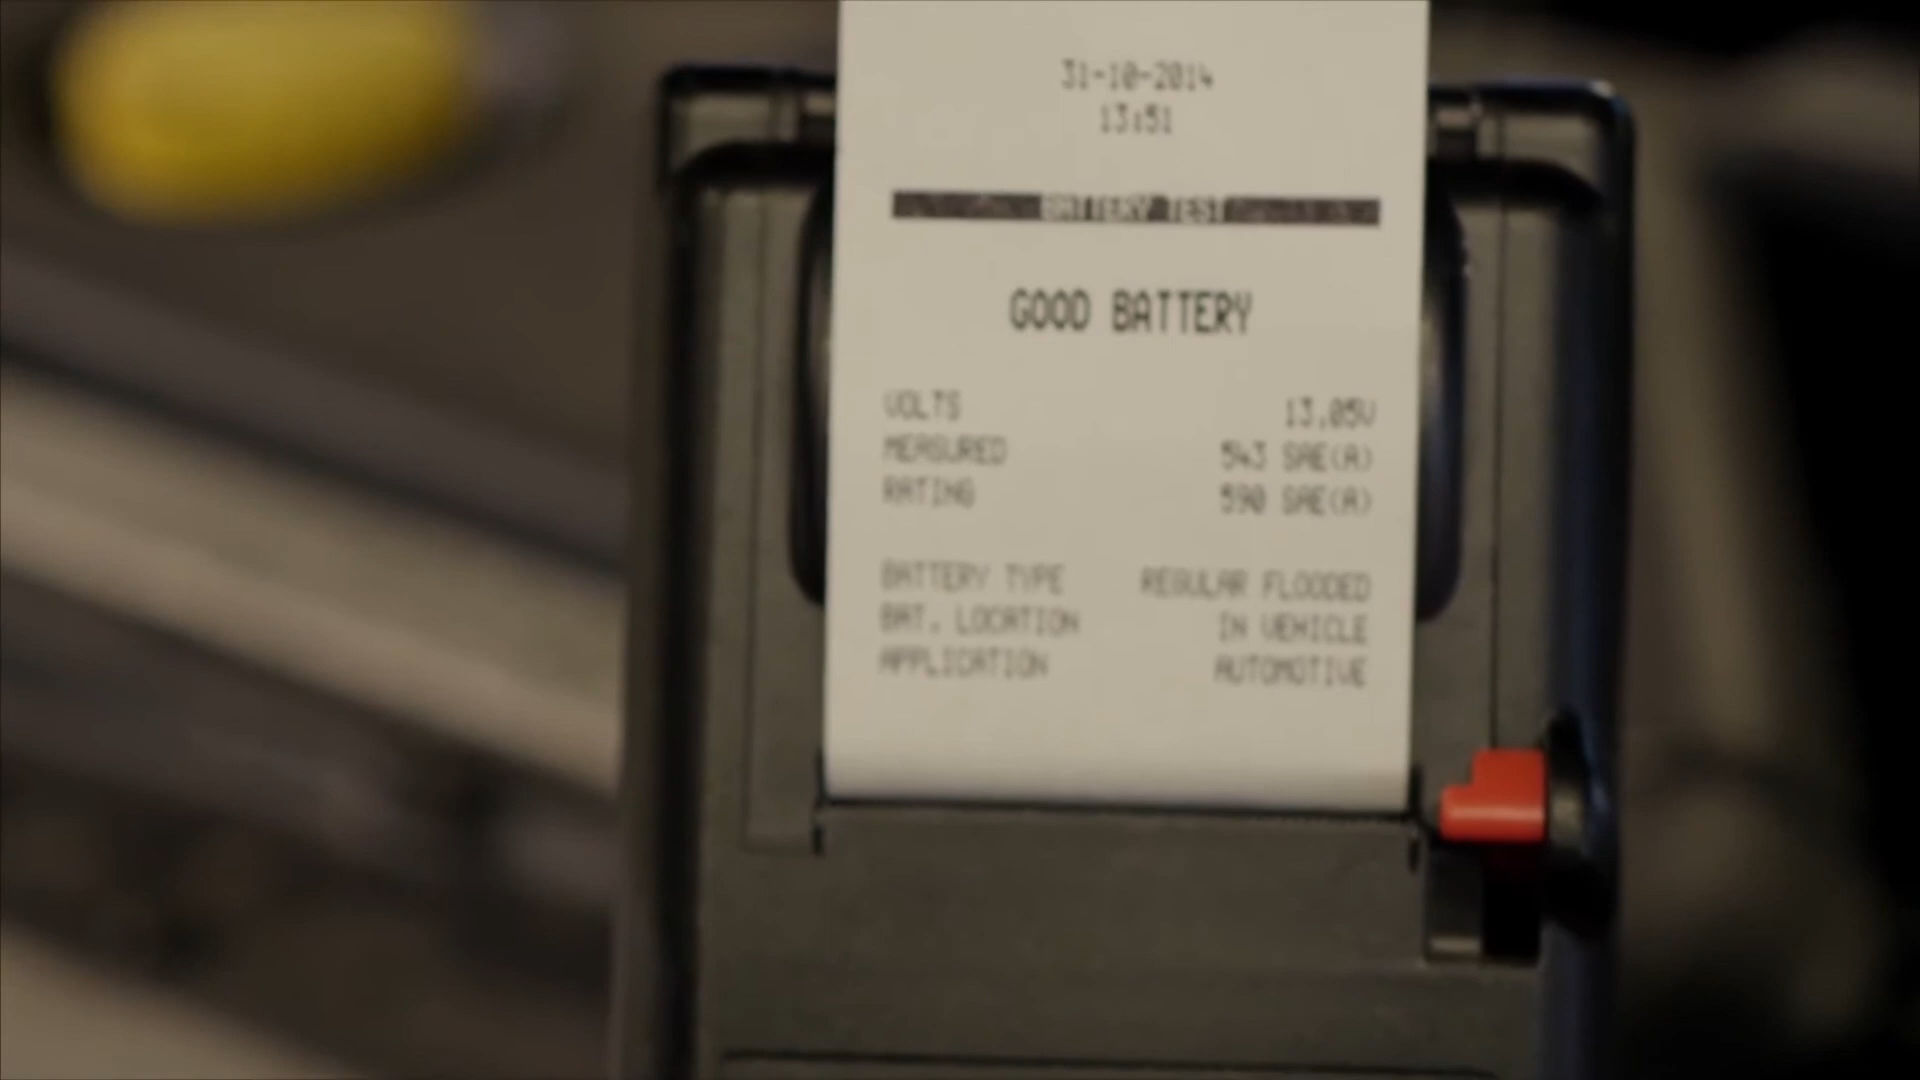 31-10-2014
13:51
BATTERY TEST
GOOD BATTERY
VOLTS 13.05V
MEASURED 543 SAE(A)
RATING 590 SAE(A)
BATTERY TYPE REGULAR FLOODED
BAT. LOCATION IN VEHICLE
APPLICATION AUTOMOTIVE